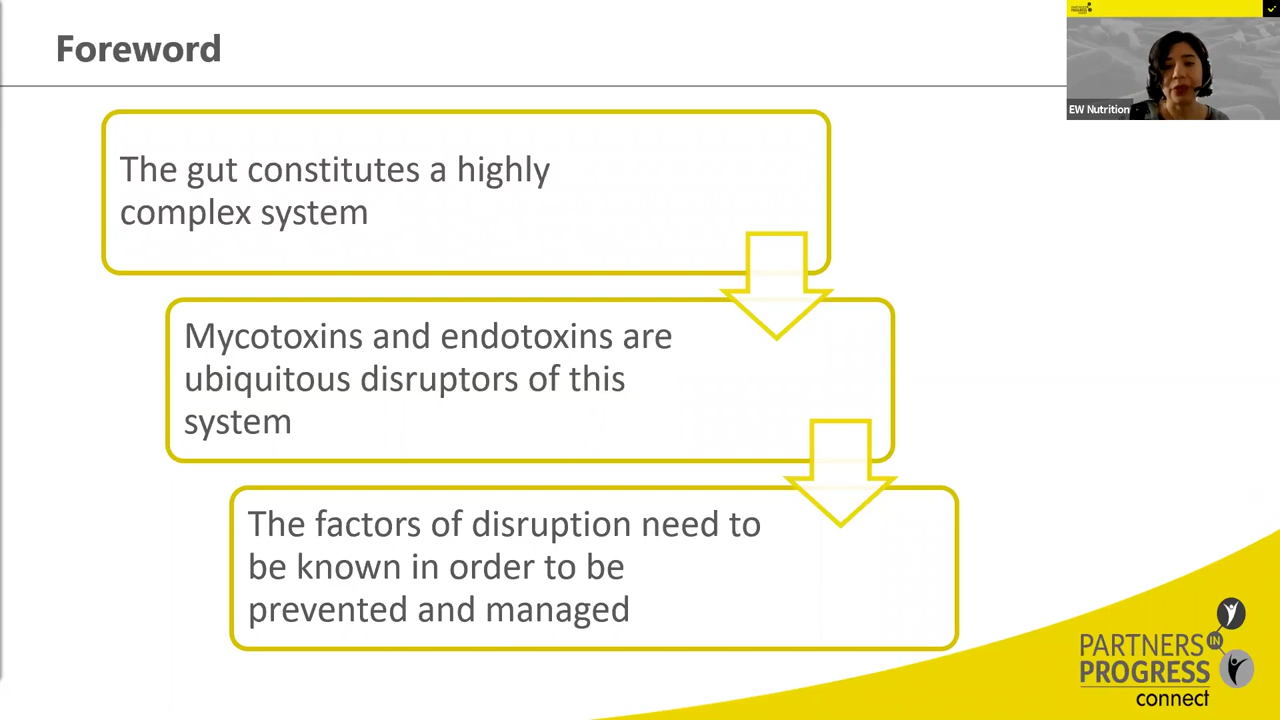 Foreword
EW Nutrition
The gut constitutes a highly
complex system
Mycotoxins and endotoxins are
ubiquitous disruptors of this
system
The factors of disruption need to
be known in order to be
prevented and managed
PARTNERS IN
PROGRESS
connect